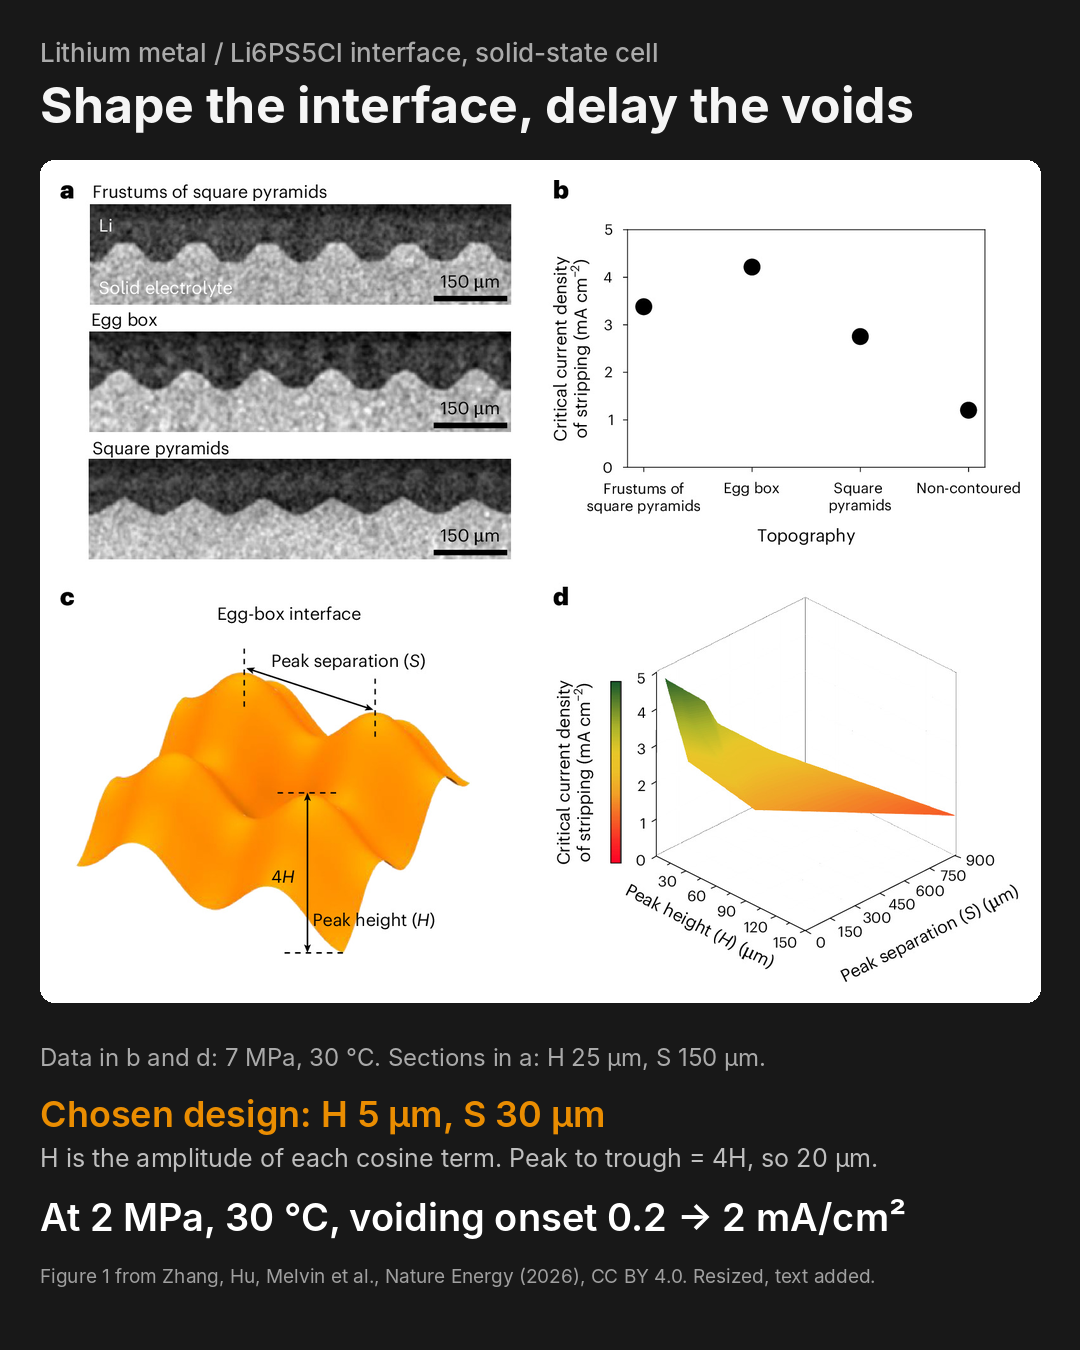 Lithium metal / Li6PS5Cl interface, solid-state cell
Shape the interface, delay the voids
a
Frustums of square pyramids
Li
Solid electrolyte
150 µm
Egg box
150 µm
Square pyramids
150 µm
b
Critical current density
of stripping (mA cm⁻²)
5
4
3
2
1
0
Frustums of
square pyramids
Egg box
Square
pyramids
Non-contoured
Topography
c
Egg-box interface
Peak separation (S)
4H
Peak height (H)
d
Critical current density
of stripping (mA cm⁻²)
5
4
3
2
1
0
30
60
90
120
150
Peak height (H) (µm)
0
150
300
450
600
750
900
Peak separation (S) (µm)
Data in b and d: 7 MPa, 30 °C. Sections in a: H 25 µm, S 150 µm.
Chosen design: H 5 µm, S 30 µm
H is the amplitude of each cosine term. Peak to trough = 4H, so 20 µm.
At 2 MPa, 30 °C, voiding onset 0.2 → 2 mA/cm²
Figure 1 from Zhang, Hu, Melvin et al., Nature Energy (2026), CC BY 4.0. Resized, text added.